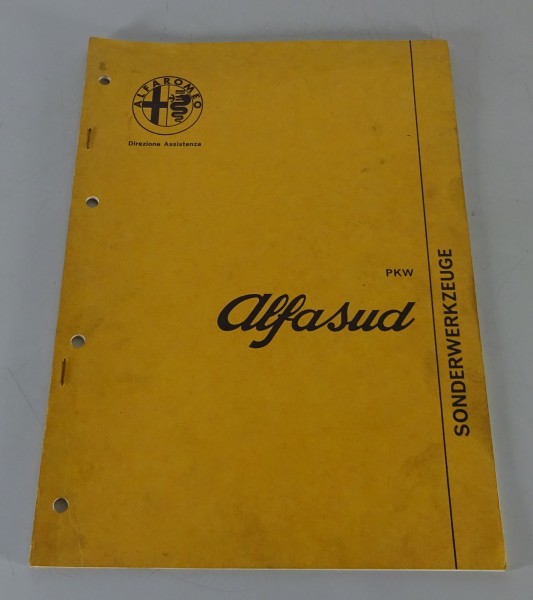 ALFA ROMEO
Direzione Assistenza
PKW
alfasud
SONDERWERKZEUGE